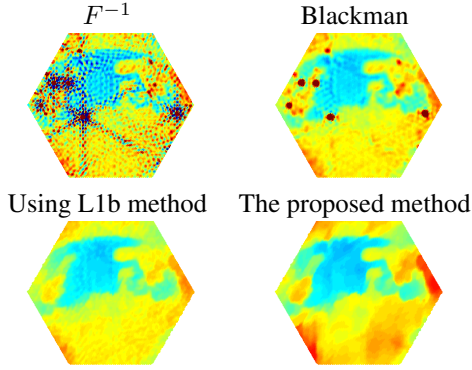 F⁻¹
Blackman
Using L1b method
The proposed method